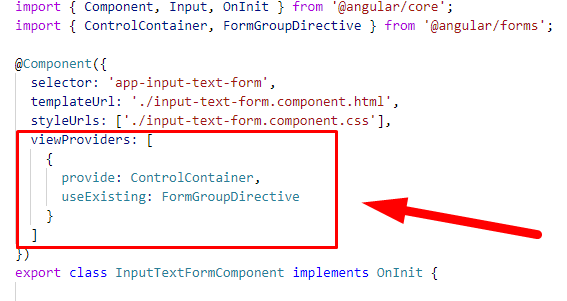 import { Component, Input, OnInit } from '@angular/core';
import { ControlContainer, FormGroupDirective } from '@angular/forms';
@Component({
selector: 'app-input-text-form',
templateUrl: './input-text-form.component.html',
styleUrls: ['./input-text-form.component.css'],
viewProviders: [
{
provide: ControlContainer,
useExisting: FormGroupDirective
}
]
})
export class InputTextFormComponent implements OnInit {